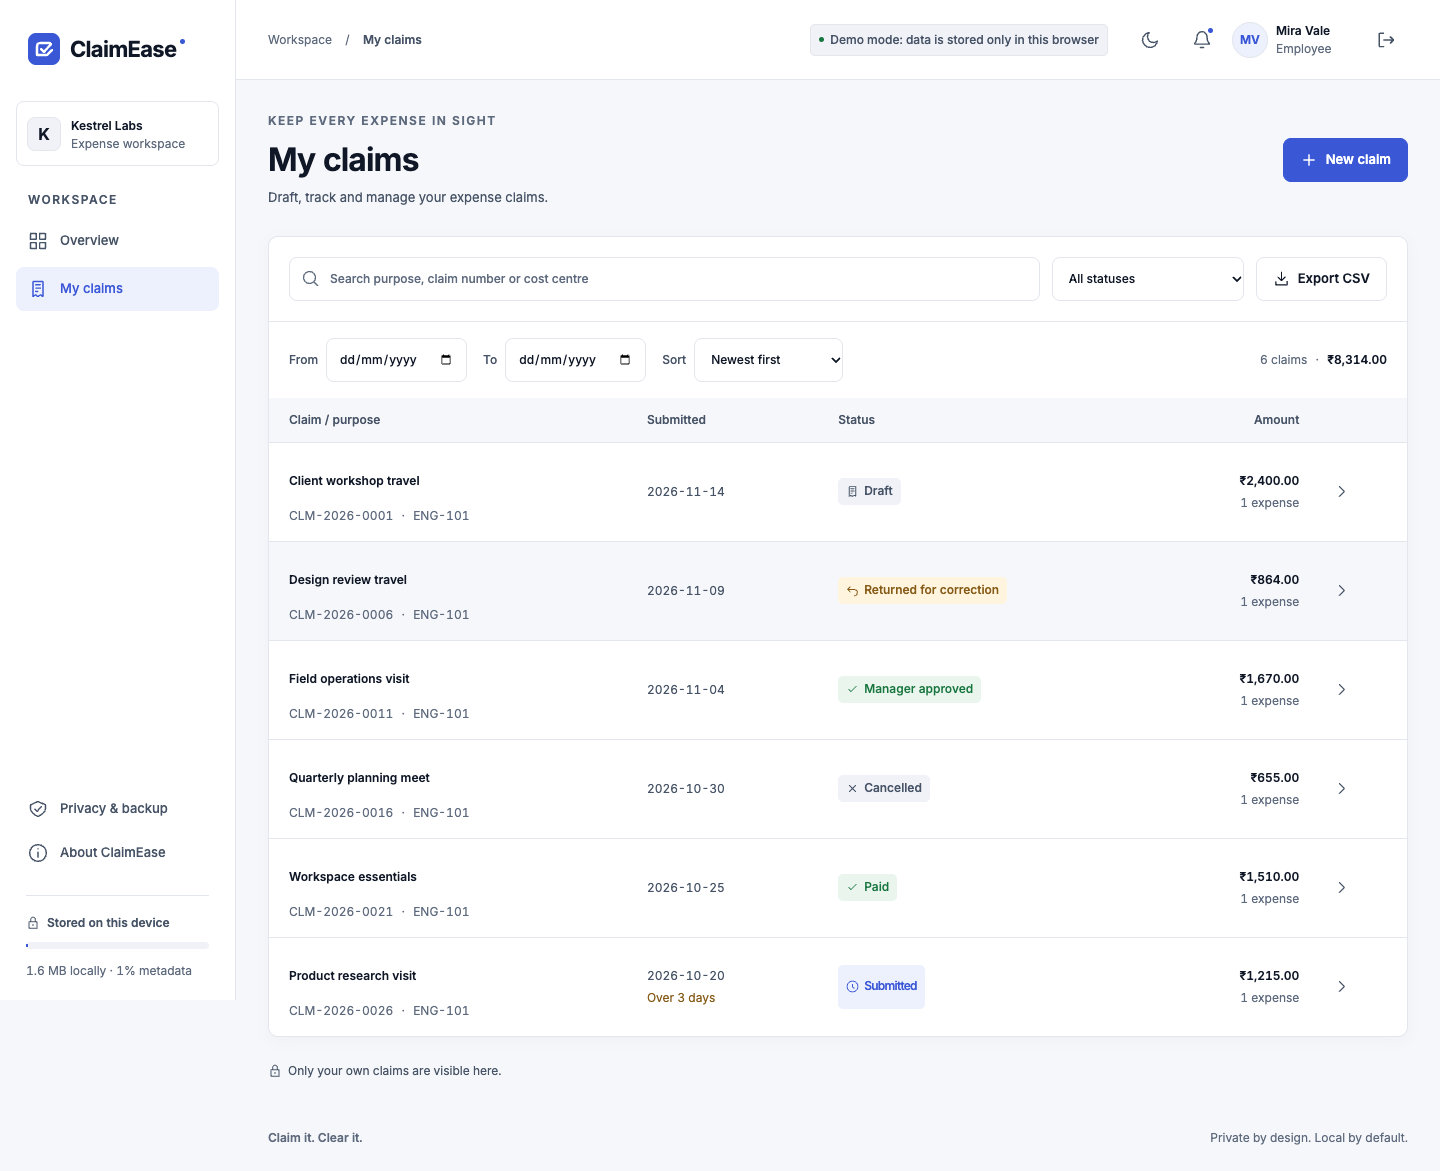 ClaimEase
Workspace / My claims
Demo mode: data is stored only in this browser
MV
Mira Vale
Employee
K
Kestrel Labs
Expense workspace
WORKSPACE
Overview
My claims
Privacy & backup
About ClaimEase
Stored on this device
1.6 MB locally · 1% metadata
KEEP EVERY EXPENSE IN SIGHT
My claims
Draft, track and manage your expense claims.
New claim
Search purpose, claim number or cost centre
All statuses
Export CSV
From dd/mm/yyyy To dd/mm/yyyy Sort Newest first
6 claims · ₹8,314.00
Claim / purpose Submitted Status Amount
Client workshop travel
CLM-2026-0001 · ENG-101
2026-11-14
Draft
₹2,400.00
1 expense
Design review travel
CLM-2026-0006 · ENG-101
2026-11-09
Returned for correction
₹864.00
1 expense
Field operations visit
CLM-2026-0011 · ENG-101
2026-11-04
Manager approved
₹1,670.00
1 expense
Quarterly planning meet
CLM-2026-0016 · ENG-101
2026-10-30
Cancelled
₹655.00
1 expense
Workspace essentials
CLM-2026-0021 · ENG-101
2026-10-25
Paid
₹1,510.00
1 expense
Product research visit
CLM-2026-0026 · ENG-101
2026-10-20
Over 3 days
Submitted
₹1,215.00
1 expense
Only your own claims are visible here.
Claim it. Clear it.
Private by design. Local by default.